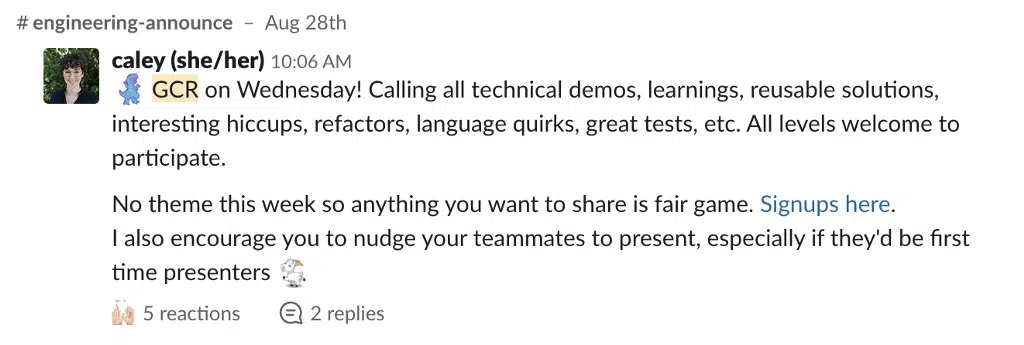 # engineering-announce – Aug 28th
caley (she/her) 10:06 AM
GCR on Wednesday! Calling all technical demos, learnings, reusable solutions,
interesting hiccups, refactors, language quirks, great tests, etc. All levels welcome to
participate.
No theme this week so anything you want to share is fair game. Signups here.
I also encourage you to nudge your teammates to present, especially if they'd be first
time presenters
5 reactions 2 replies